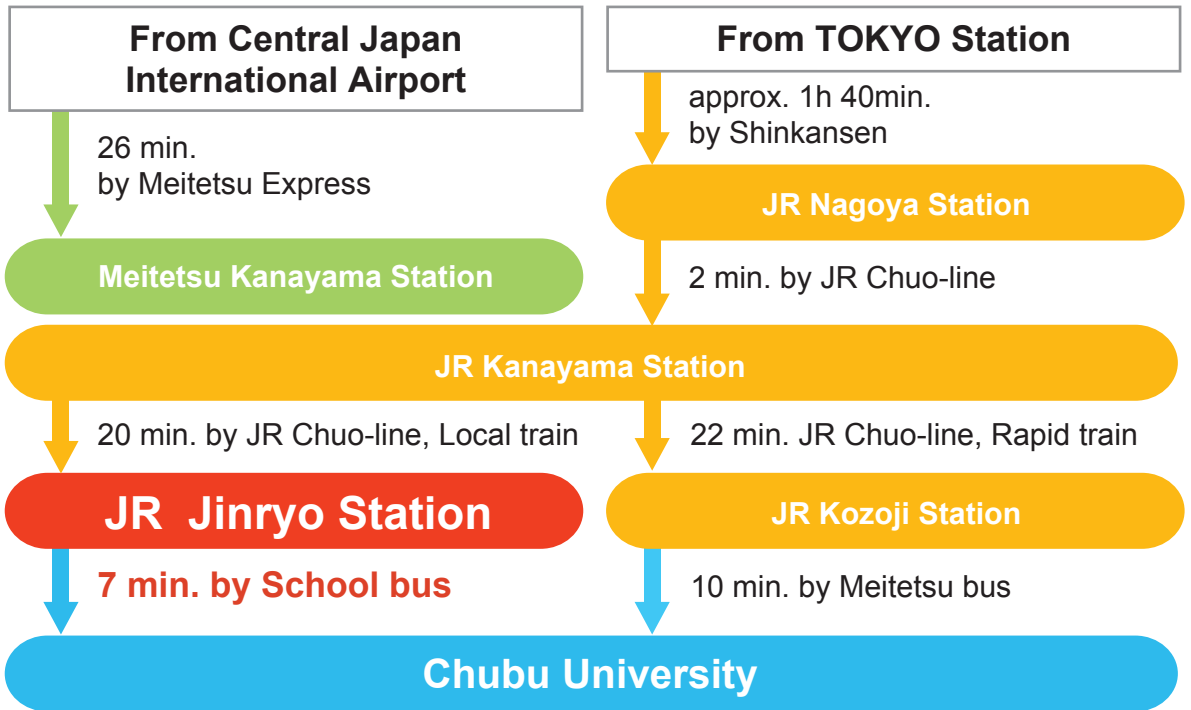 From Central Japan
International Airport
From TOKYO Station
26 min.
by Meitetsu Express
approx. 1h 40min.
by Shinkansen
JR Nagoya Station
Meitetsu Kanayama Station
2 min. by JR Chuo-line
JR Kanayama Station
20 min. by JR Chuo-line, Local train
22 min. JR Chuo-line, Rapid train
JR Jinryo Station
JR Kozoji Station
7 min. by School bus
10 min. by Meitetsu bus
Chubu University